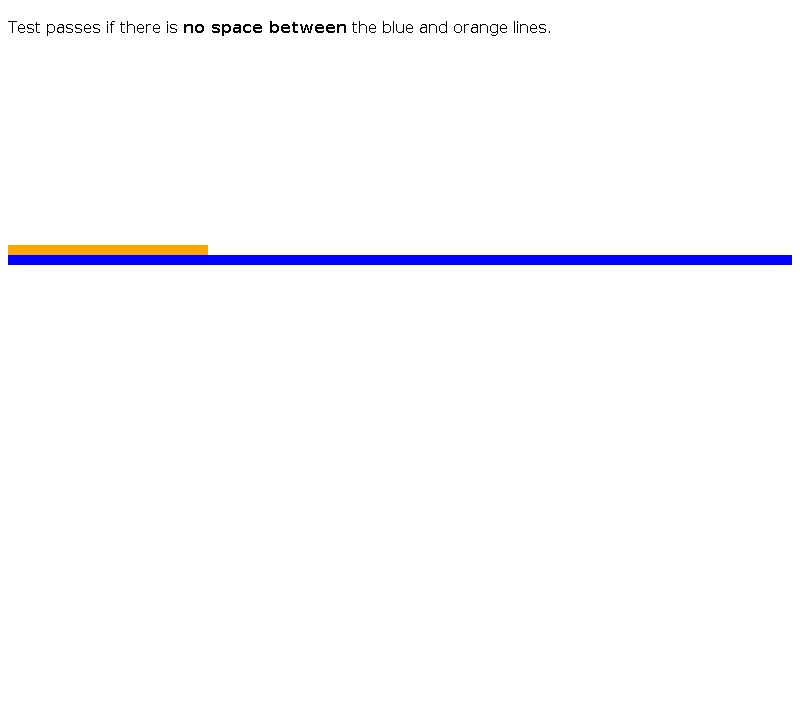 Test passes if there is no space between the blue and orange lines.